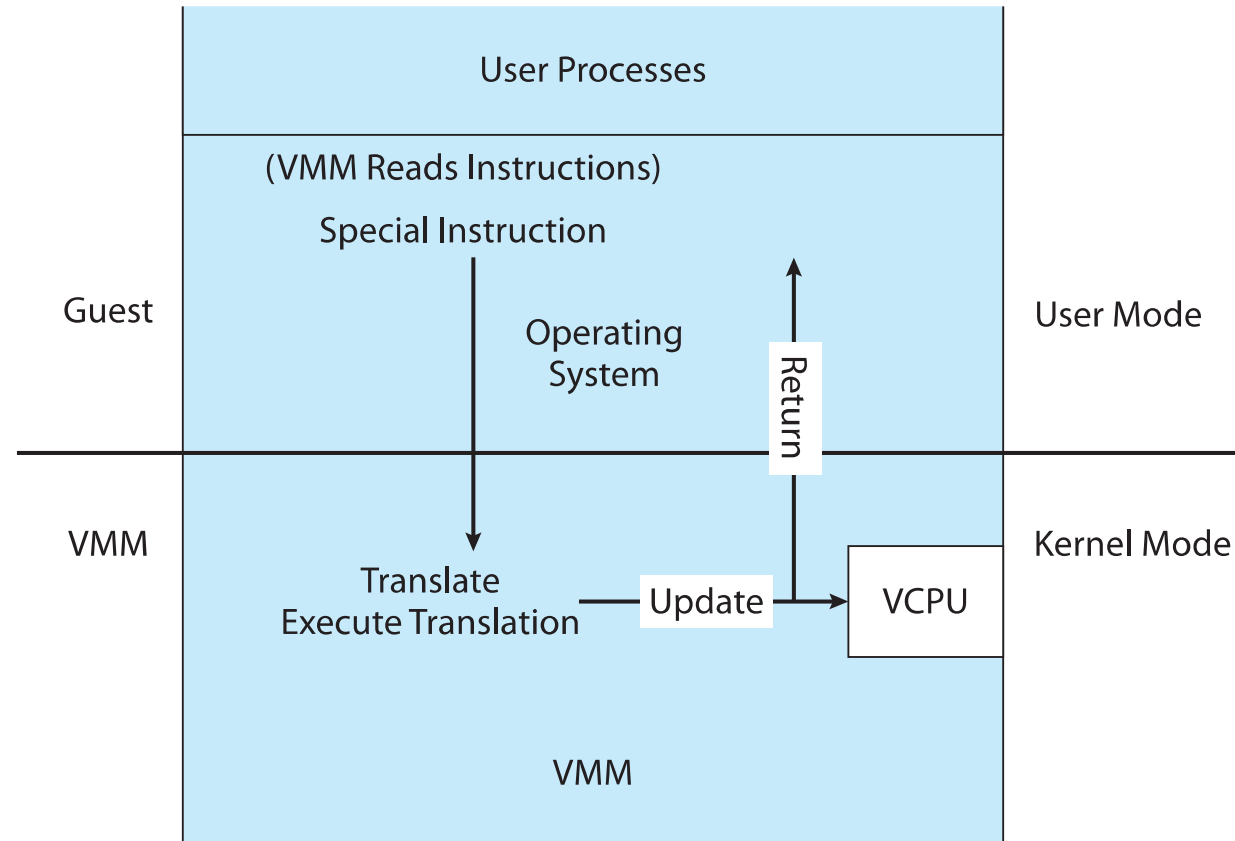 User Processes
(VMM Reads Instructions)
Special Instruction
Guest
Operating
System
Return
User Mode
VMM
Kernel Mode
Translate
Execute Translation
Update
VCPU
VMM